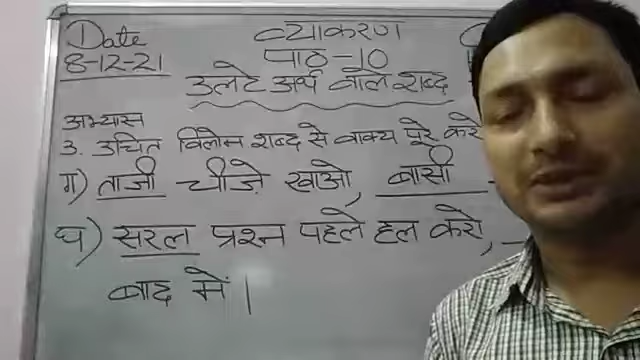 Date
8-12-21
व्याकरण
पाठ-10
उलटे अर्थ वाले शब्द
अभ्यास
3. उचित विलोम शब्द से वाक्य पूरे करो
ग) ताजी चीज़े खाओ, बासी
घ) सरल प्रश्न पहले हल करो,
बाद में।